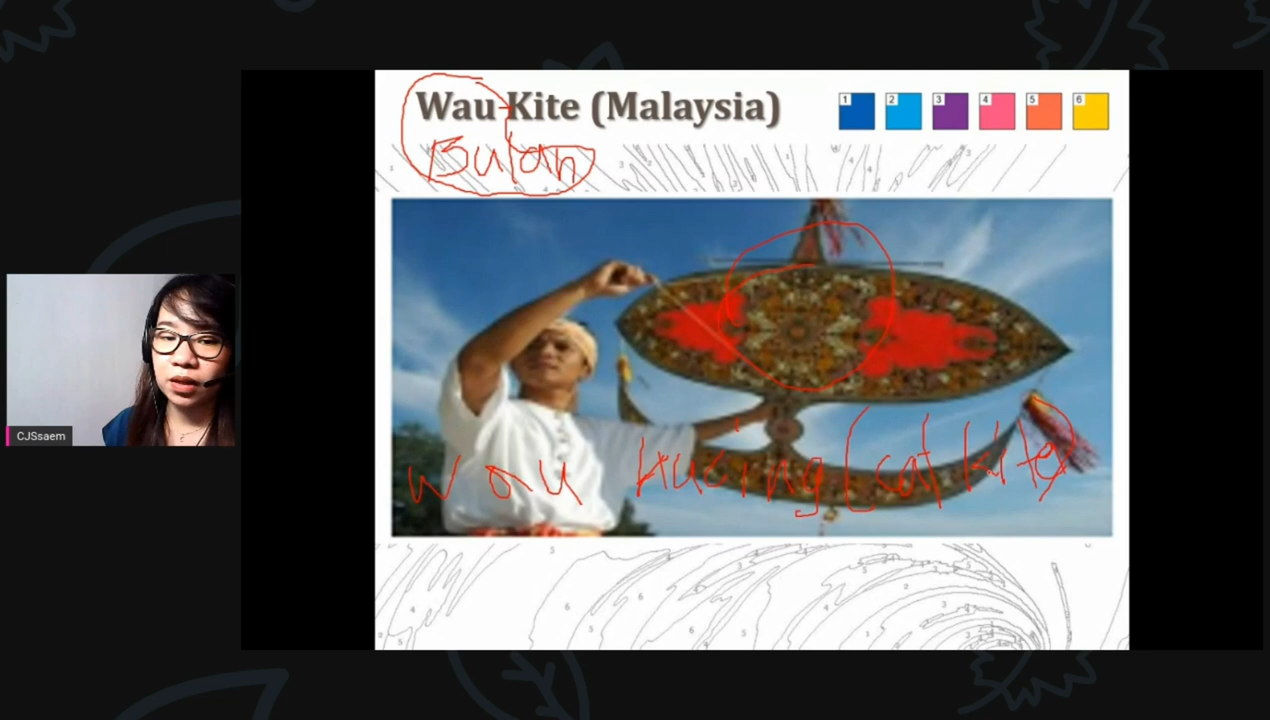 Wau Kite (Malaysia)
1 2 3 4 5 6
Bulan
wau kucing (cat kite)
CJSsaem